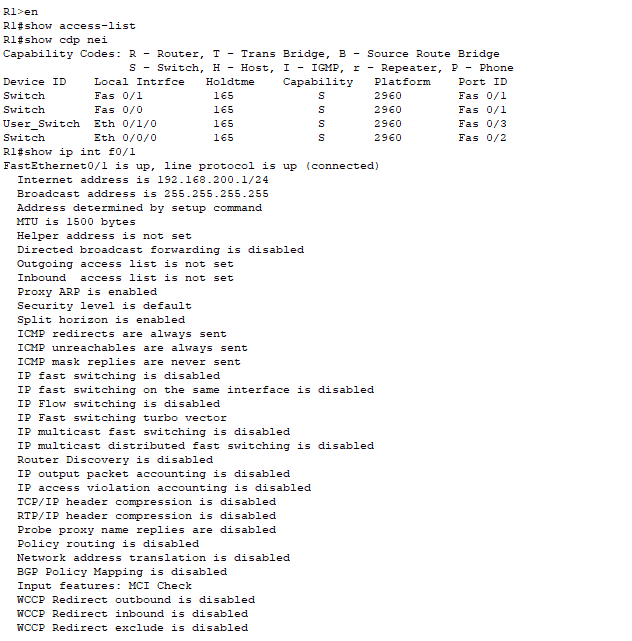 R1>en
R1#show access-list
R1#show cdp nei
Capability Codes: R - Router, T - Trans Bridge, B - Source Route Bridge
                  S - Switch, H - Host, I - IGMP, r - Repeater, P - Phone
Device ID    Local Intrfce   Holdtme    Capability   Platform    Port ID
Switch       Fas 0/1          165            S       2960        Fas 0/1
Switch       Fas 0/0          165            S       2960        Fas 0/1
User_Switch  Eth 0/1/0        165            S       2960        Fas 0/3
Switch       Eth 0/0/0        165            S       2960        Fas 0/2
R1#show ip int f0/1
FastEthernet0/1 is up, line protocol is up (connected)
  Internet address is 192.168.200.1/24
  Broadcast address is 255.255.255.255
  Address determined by setup command
  MTU is 1500 bytes
  Helper address is not set
  Directed broadcast forwarding is disabled
  Outgoing access list is not set
  Inbound  access list is not set
  Proxy ARP is enabled
  Security level is default
  Split horizon is enabled
  ICMP redirects are always sent
  ICMP unreachables are always sent
  ICMP mask replies are never sent
  IP fast switching is disabled
  IP fast switching on the same interface is disabled
  IP Flow switching is disabled
  IP Fast switching turbo vector
  IP multicast fast switching is disabled
  IP multicast distributed fast switching is disabled
  Router Discovery is disabled
  IP output packet accounting is disabled
  IP access violation accounting is disabled
  TCP/IP header compression is disabled
  RTP/IP header compression is disabled
  Probe proxy name replies are disabled
  Policy routing is disabled
  Network address translation is disabled
  BGP Policy Mapping is disabled
  Input features: MCI Check
  WCCP Redirect outbound is disabled
  WCCP Redirect inbound is disabled
  WCCP Redirect exclude is disabled